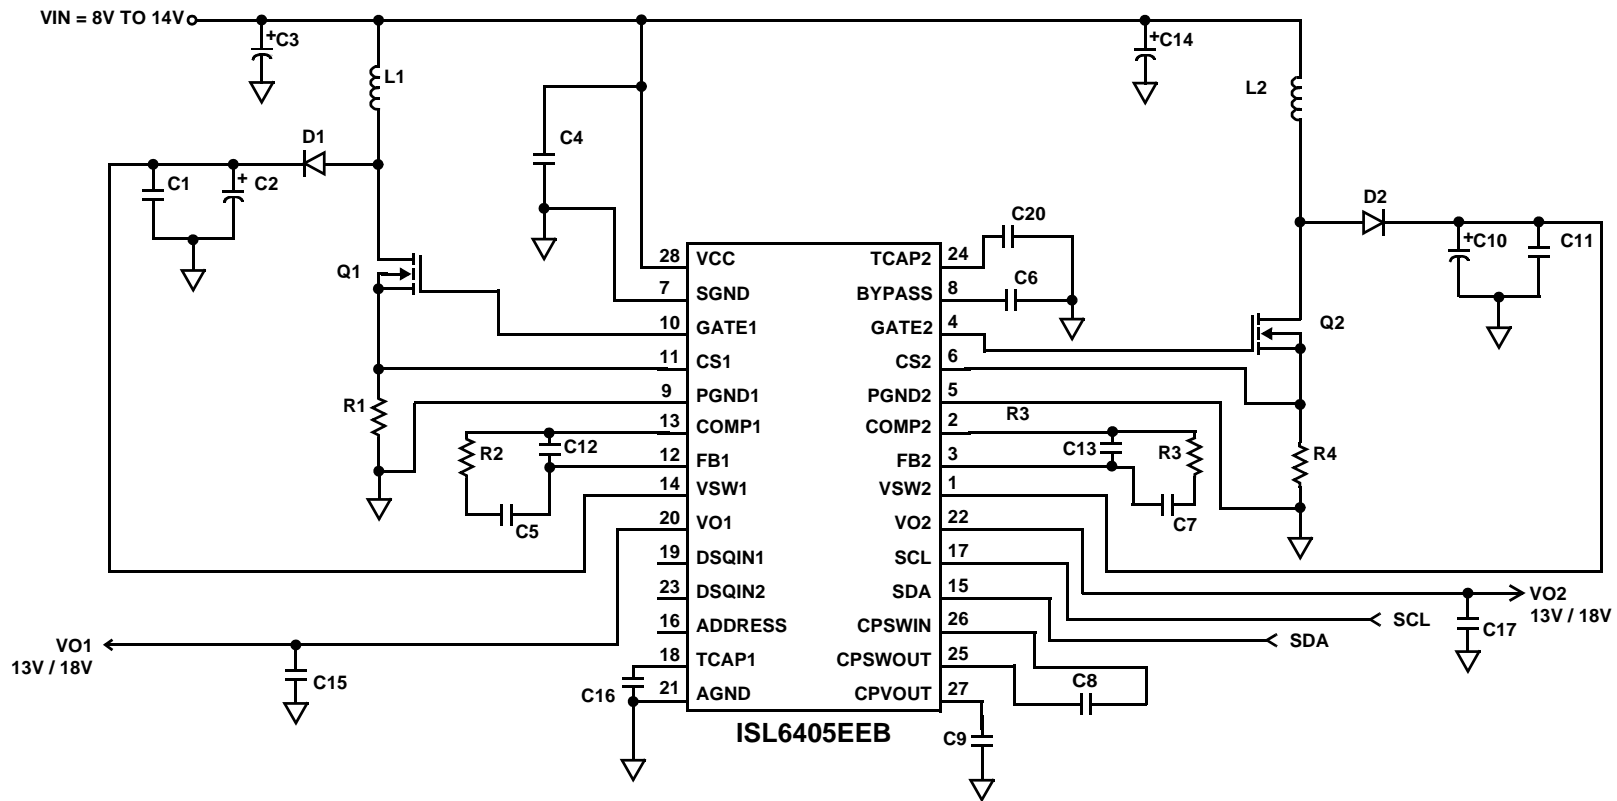 VIN = 8V TO 14V
C3
C14
L1
L2
D1
C4
C1
C2
D2
C20
C10
C11
Q1
28 VCC
TCAP2 24
C6
7 SGND
BYPASS 8
10 GATE1
GATE2 4
Q2
11 CS1
CS2 6
9 PGND1
PGND2 5
R1
R3
13 COMP1
COMP2 2
R2
C12
C13
R3
R4
12 FB1
FB2 3
14 VSW1
VSW2 1
C5
C7
20 VO1
VO2 22
19 DSQIN1
SCL 17
23 DSQIN2
SDA 15
VO2
13V / 18V
16 ADDRESS
CPSWIN 26
SCL
C17
SDA
VO1
13V / 18V
18 TCAP1
CPSWOUT 25
C15
C16
C8
21 AGND
CPVOUT 27
ISL6405EEB
C9